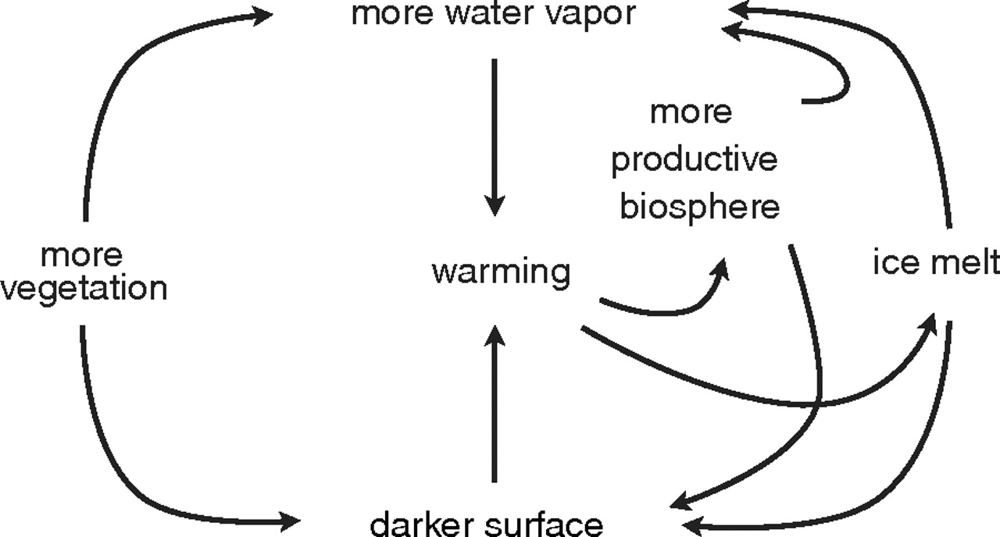 more water vapor
more
productive
biosphere
more
vegetation
warming
ice melt
darker surface